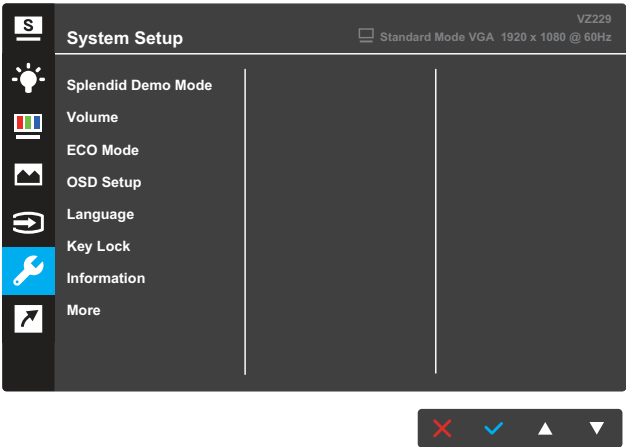 S
VZ229
System Setup
Standard Mode VGA 1920 x 1080 @ 60Hz
Splendid Demo Mode
Volume
ECO Mode
OSD Setup
Language
Key Lock
Information
More